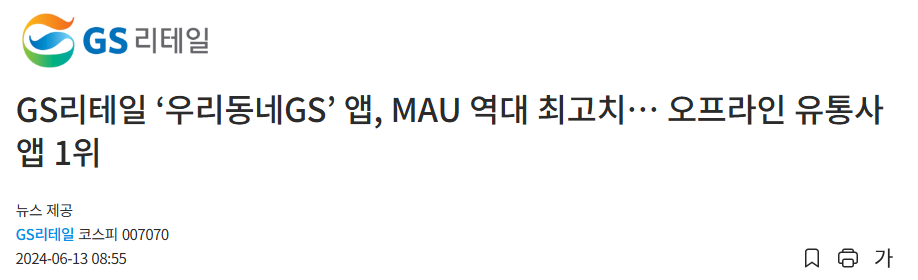 GS리테일
GS리테일 ‘우리동네GS’ 앱, MAU 역대 최고치… 오프라인 유통사
앱 1위
뉴스 제공
GS리테일 코스피 007070
2024-06-13 08:55
가